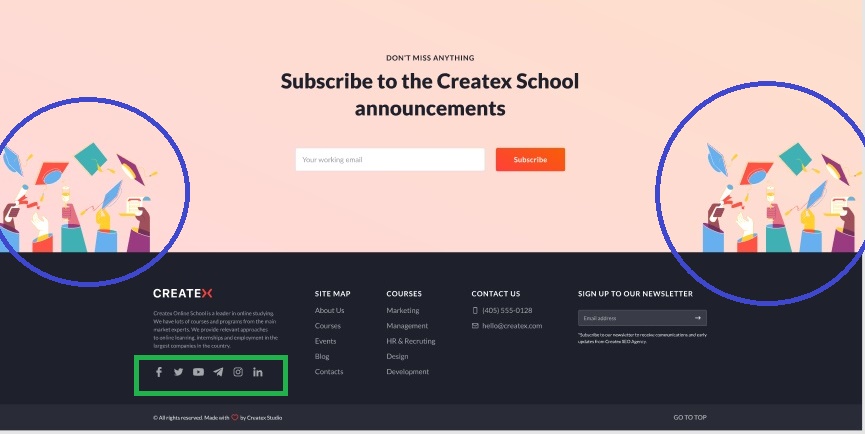 DON'T MISS ANYTHING
Subscribe to the Createx School
announcements
Your working email
Subscribe
CREATEX
Createx Online School is a leader in online studying.
We have lots of courses and programs from the main
market experts. We provide relevant approaches
to online learning, internships and employment in the
largest companies in the country.
SITE MAP
About Us
Courses
Events
Blog
Contacts
COURSES
Marketing
Management
HR & Recruting
Design
Development
CONTACT US
(405) 555-0128
hello@createx.com
SIGN UP TO OUR NEWSLETTER
Email address
*Subscribe to our newsletter to receive communications and early
updates from Createx SEO Agency.
© All rights reserved. Made with by Createx Studio
GO TO TOP